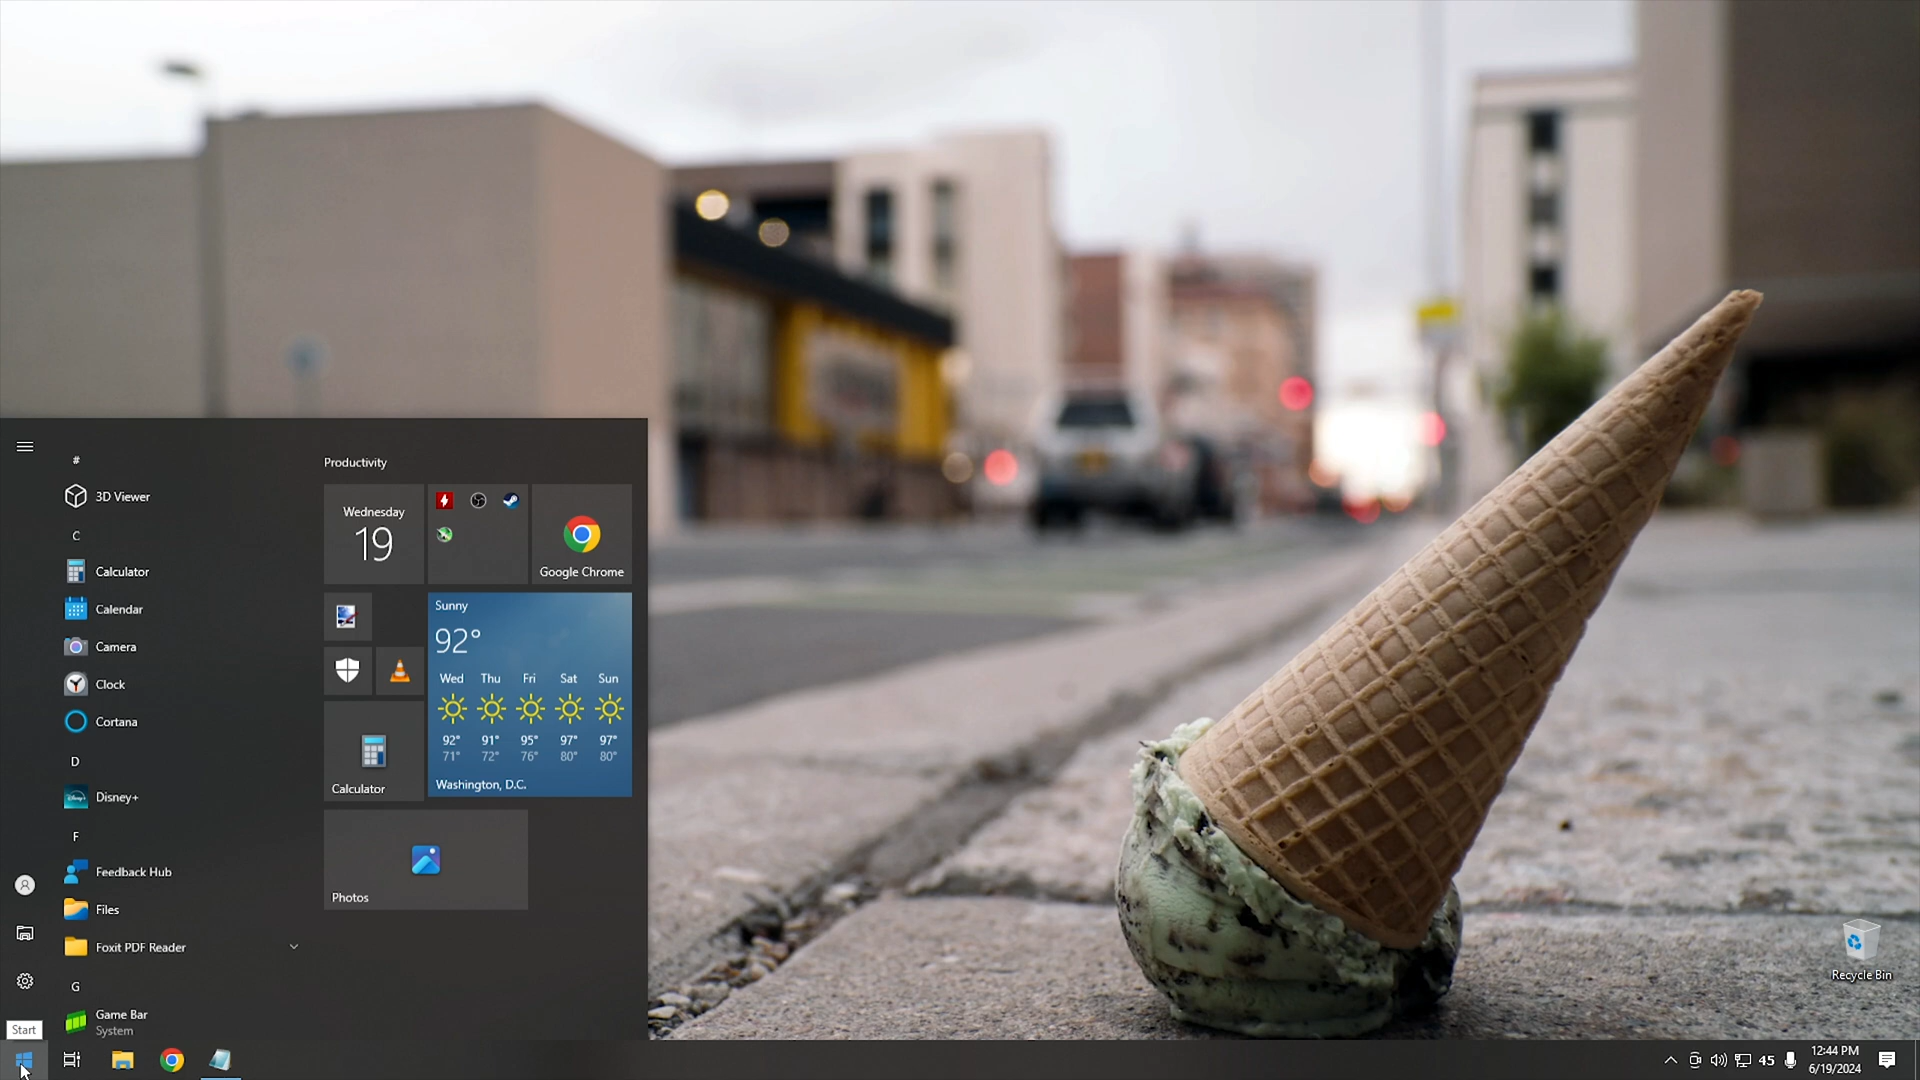 #
3D Viewer
C
Calculator
Calendar
Camera
Clock
Cortana
D
Disney+
F
Feedback Hub
Files
Foxit PDF Reader
G
Game Bar
System
Start
Productivity
Wednesday
19
Google Chrome
Sunny
92°
Wed Thu Fri Sat Sun
92° 91° 95° 97° 97°
71° 72° 76° 80° 80°
Washington, D.C.
Calculator
Photos
Recycle Bin
45
12:44 PM
6/19/2024